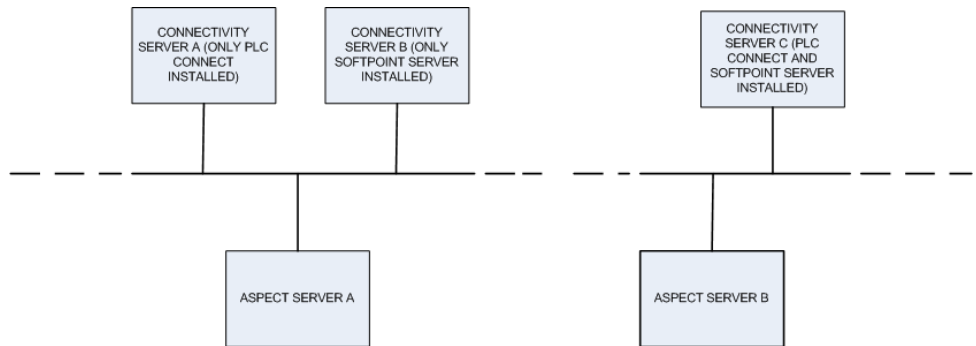 CONNECTIVITY
SERVER A (ONLY PLC
CONNECT
INSTALLED)
CONNECTIVITY
SERVER B (ONLY
SOFTPOINT SERVER
INSTALLED)
CONNECTIVITY
SERVER C (PLC
CONNECT AND
SOFTPOINT SERVER
INSTALLED)
ASPECT SERVER A
ASPECT SERVER B